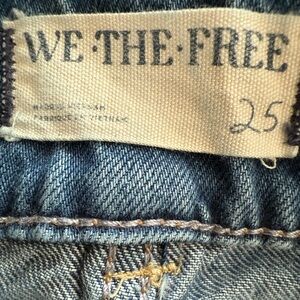 WE·THE·FREE
MADE IN VIETNAM
FABRIQUÉ AU VIETNAM
25